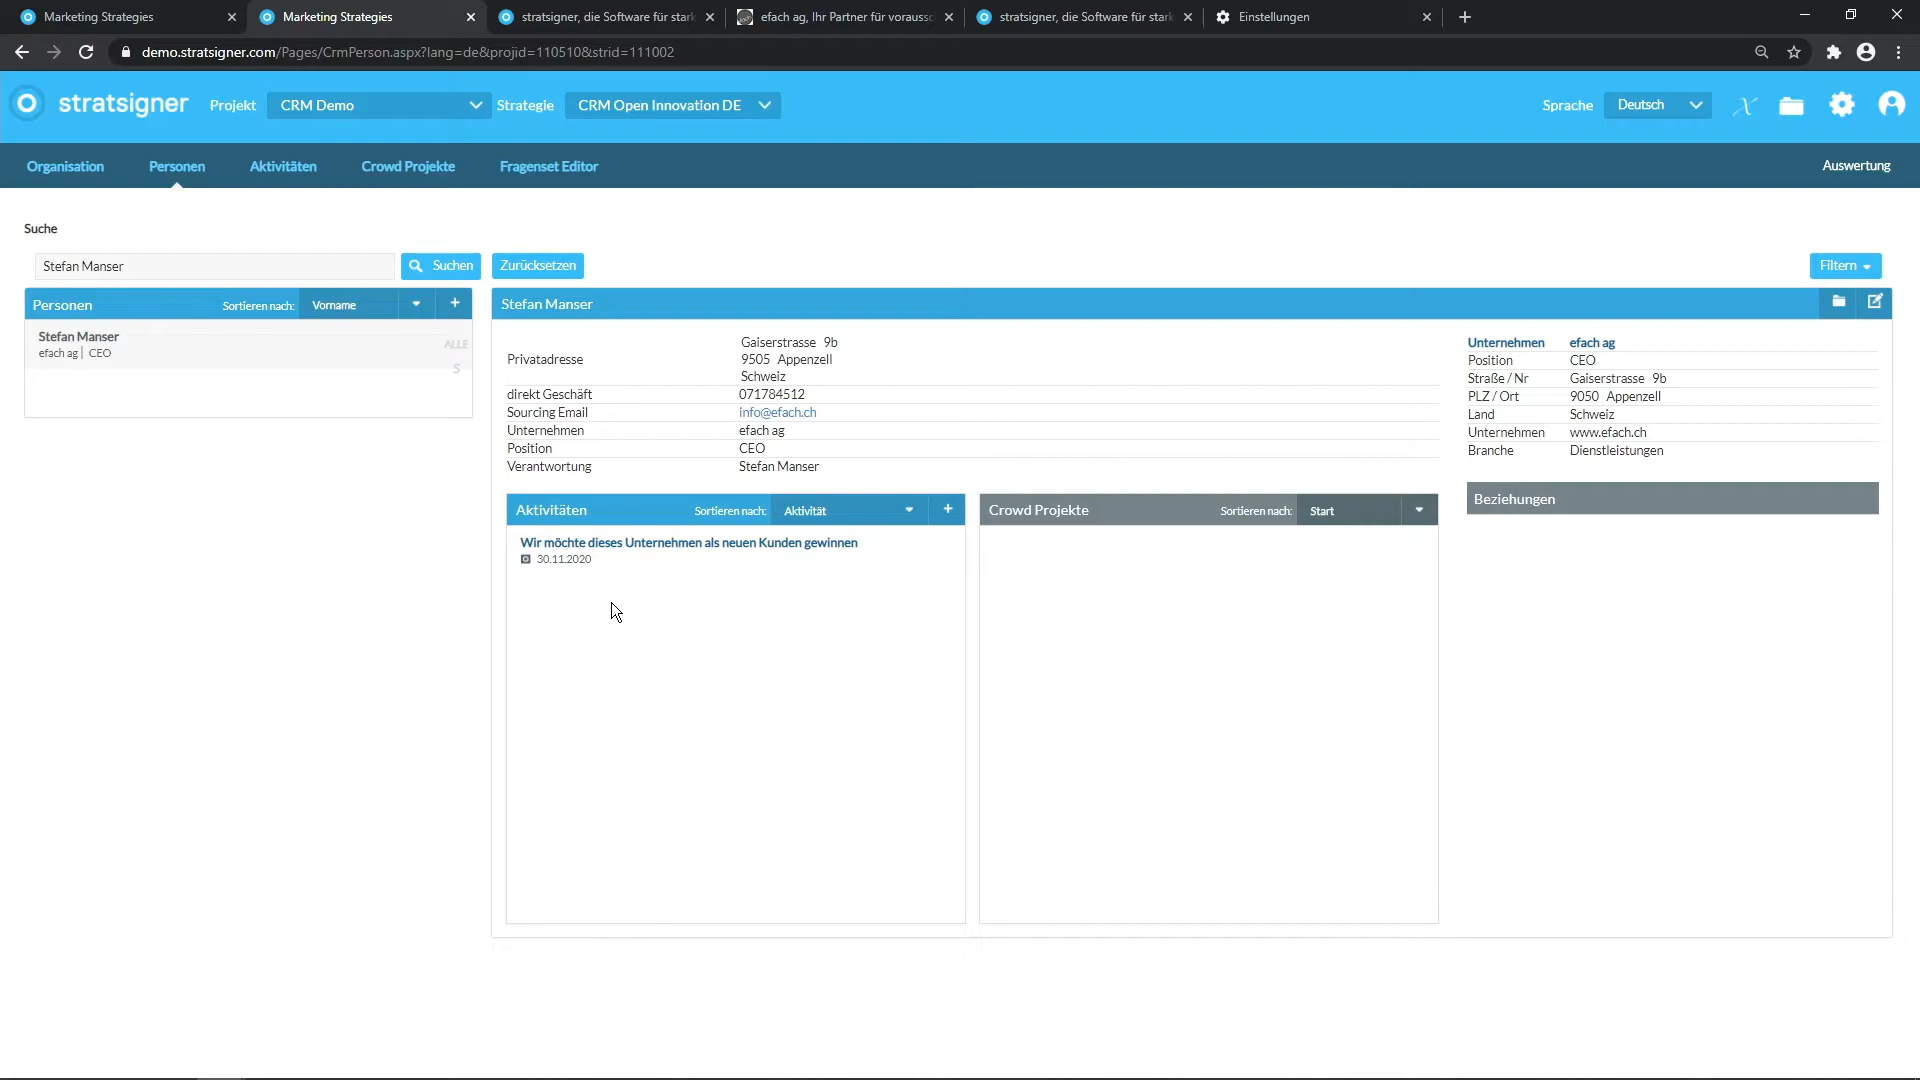 Marketing Strategies
Marketing Strategies
stratsigner, die Software für stark
efach ag, Ihr Partner für vorauss
stratsigner, die Software für stark
Einstellungen
demo.stratsigner.com/Pages/CrmPerson.aspx?lang=de&projid=110510&strid=111002
stratsigner
Projekt
CRM Demo
Strategie
CRM Open Innovation DE
Sprache
Deutsch
Organisation
Personen
Aktivitäten
Crowd Projekte
Fragenset Editor
Auswertung
Suche
Stefan Manser
Suchen
Zurücksetzen
Filtern
Personen
Sortieren nach:
Vorname
+
Stefan Manser
efach ag | CEO
ALLE
S
Stefan Manser
Privatadresse
Gaiserstrasse 9b
9505 Appenzell
Schweiz
direkt Geschäft 071784512
Sourcing Email info@efach.ch
Unternehmen efach ag
Position CEO
Verantwortung Stefan Manser
Unternehmen efach ag
Position CEO
Straße / Nr Gaiserstrasse 9b
PLZ / Ort 9050 Appenzell
Land Schweiz
Unternehmen www.efach.ch
Branche Dienstleistungen
Beziehungen
Aktivitäten
Sortieren nach:
Aktivität
+
Wir möchte dieses Unternehmen als neuen Kunden gewinnen
30.11.2020
Crowd Projekte
Sortieren nach:
Start